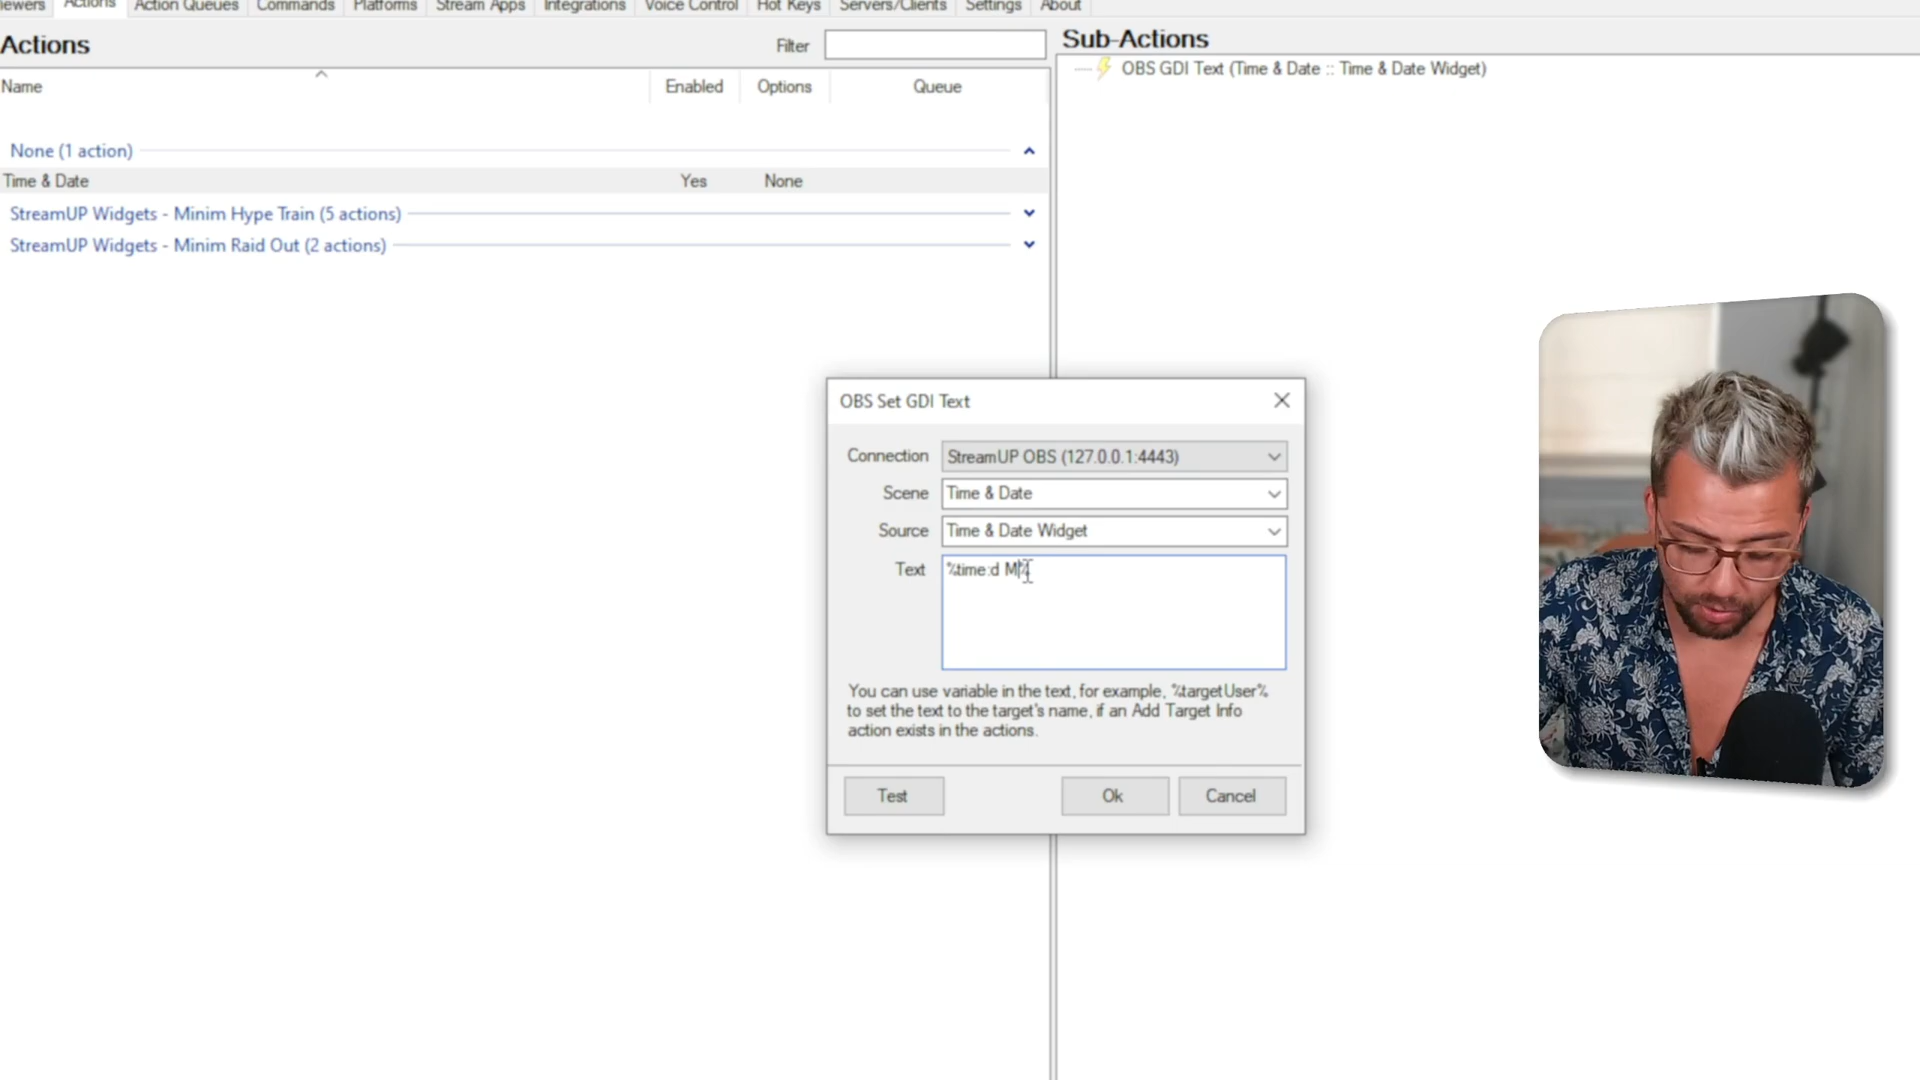 Actions
Action Queues
Commands
Platforms
Stream Apps
Integrations
Voice Control
Hot Keys
Servers/Clients
Settings
About
Actions
Filter
Name
Enabled
Options
Queue
None (1 action)
Time & Date
Yes
None
StreamUP Widgets - Minim Hype Train (5 actions)
StreamUP Widgets - Minim Raid Out (2 actions)
Sub-Actions
OBS GDI Text (Time & Date :: Time & Date Widget)
OBS Set GDI Text
Connection
StreamUP OBS (127.0.0.1:4443)
Scene
Time & Date
Source
Time & Date Widget
Text
%time:d M%
You can use variable in the text, for example, %targetUser%
to set the text to the target's name, if an Add Target Info
action exists in the actions.
Test
Ok
Cancel